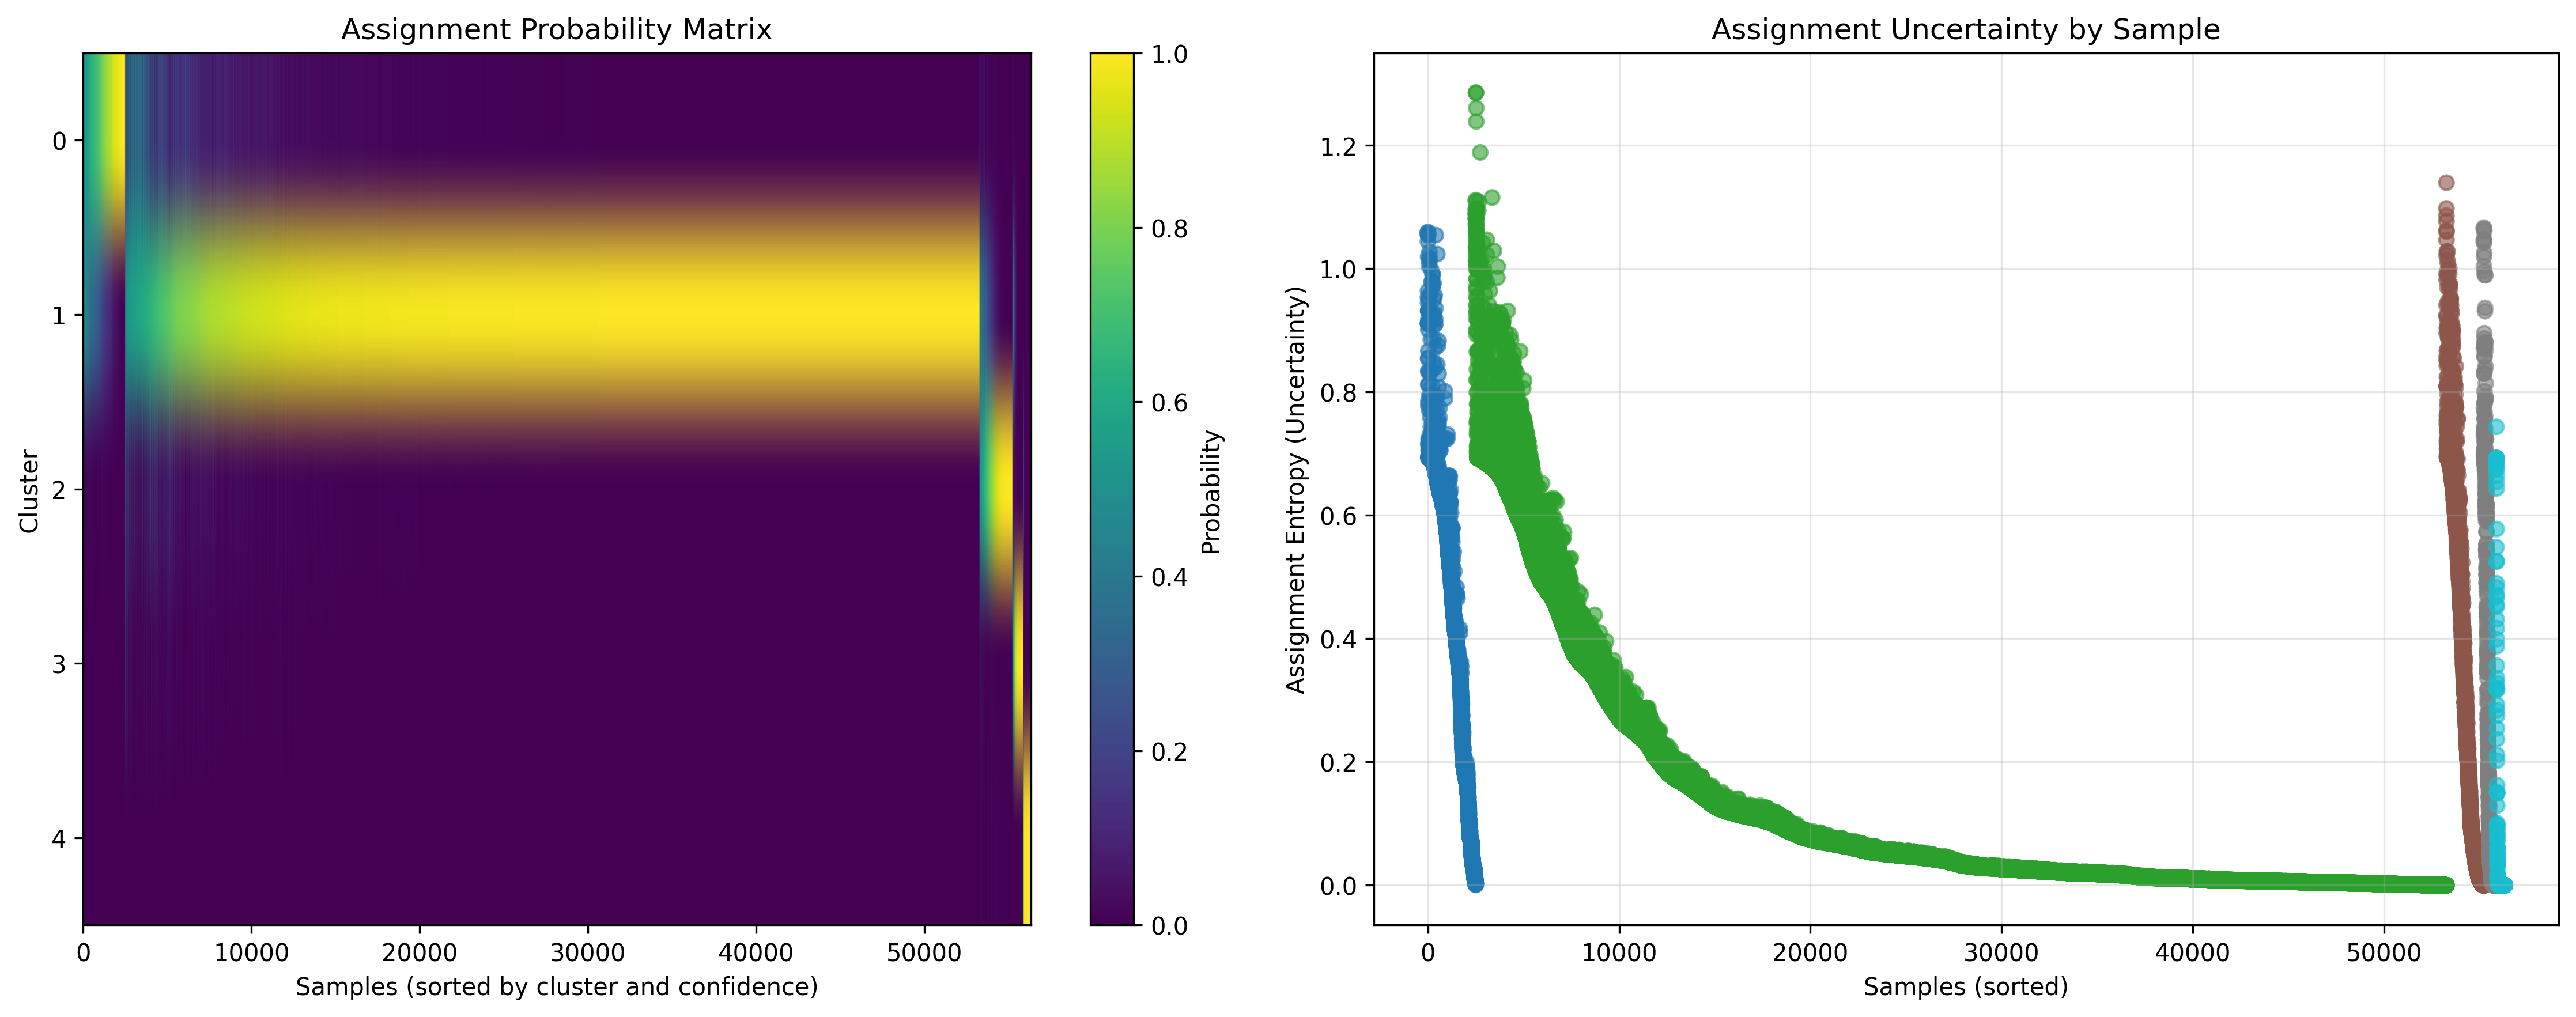 Assignment Probability Matrix
Cluster
0
1
2
3
4
0 10000 20000 30000 40000 50000
Samples (sorted by cluster and confidence)
1.0
0.8
0.6
0.4
0.2
0.0
Probability
Assignment Uncertainty by Sample
Assignment Entropy (Uncertainty)
1.2
1.0
0.8
0.6
0.4
0.2
0.0
0 10000 20000 30000 40000 50000
Samples (sorted)